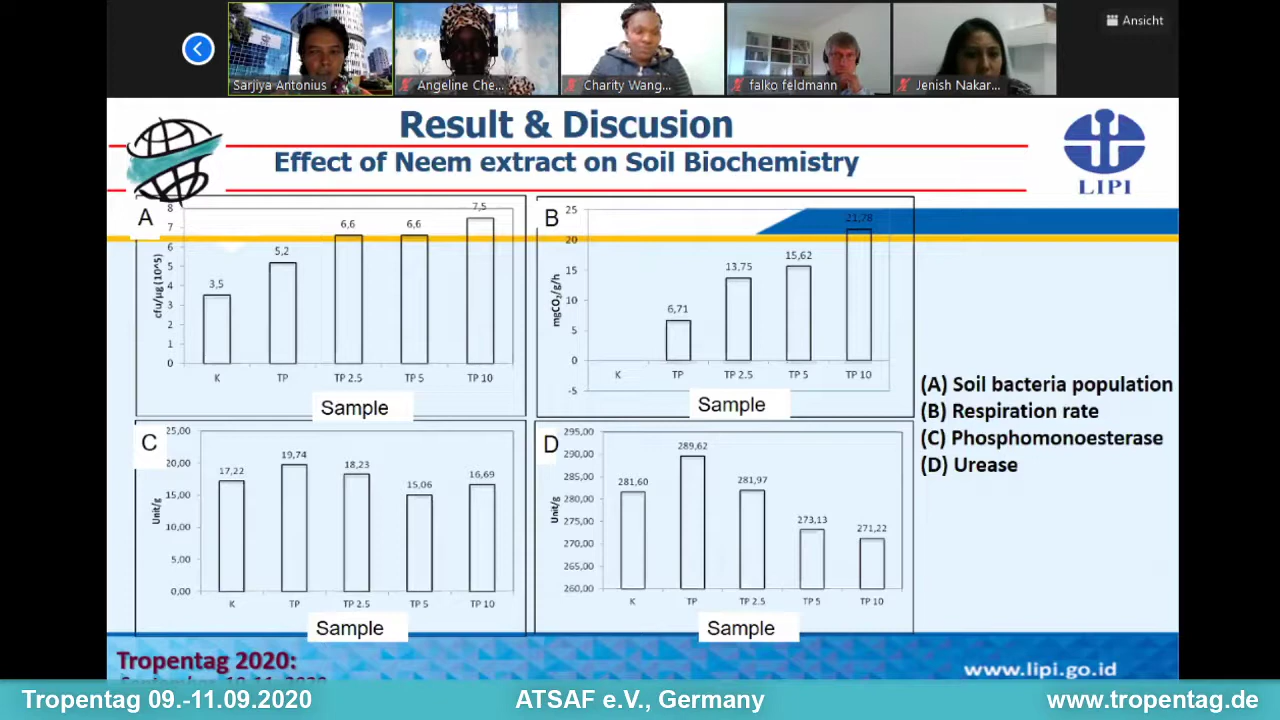 Ansicht
Sarjiya Antonius
Angeline Che...
Charity Wang...
falko feldmann
Jenish Nakar...
Result & Discusion
Effect of Neem extract on Soil Biochemistry
LIPI
A
8
7
6
5
4
3
2
1
0
cfu/µg (10^5)
3,5
5,2
6,6
6,6
7,5
K TP TP 2.5 TP 5 TP 10
Sample
B
25
20
15
10
5
0
-5
mgCO₂/g/h
6,71
13,75
15,62
21,78
K TP TP 2.5 TP 5 TP 10
Sample
(A) Soil bacteria population
(B) Respiration rate
(C) Phosphomonoesterase
(D) Urease
C
25,00
20,00
15,00
10,00
5,00
0,00
Unit/g
17,22
19,74
18,23
15,06
16,69
K TP TP 2.5 TP 5 TP 10
Sample
D
295,00
290,00
285,00
280,00
275,00
270,00
265,00
260,00
Unit/g
281,60
289,62
281,97
273,13
271,22
K TP TP 2.5 TP 5 TP 10
Sample
Tropentag 2020:
www.lipi.go.id
Tropentag 09.-11.09.2020 ATSAF e.V., Germany www.tropentag.de